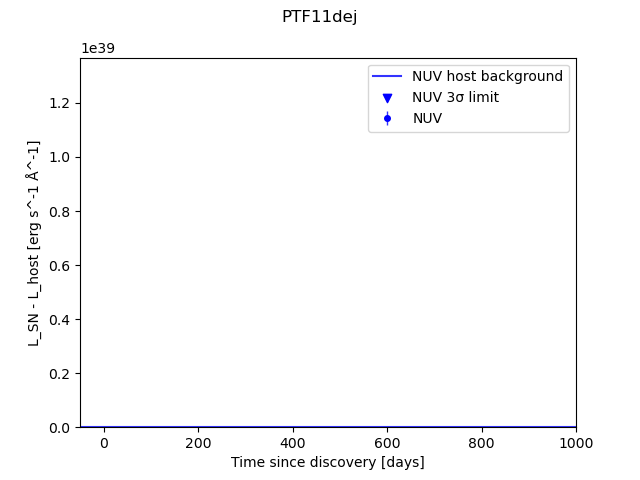 PTF11dej
1e39
NUV host background
NUV 3σ limit
NUV
1.2
1.0
0.8
0.6
0.4
0.2
0.0
L_SN - L_host [erg s^-1 Å^-1]
0 200 400 600 800 1000
Time since discovery [days]